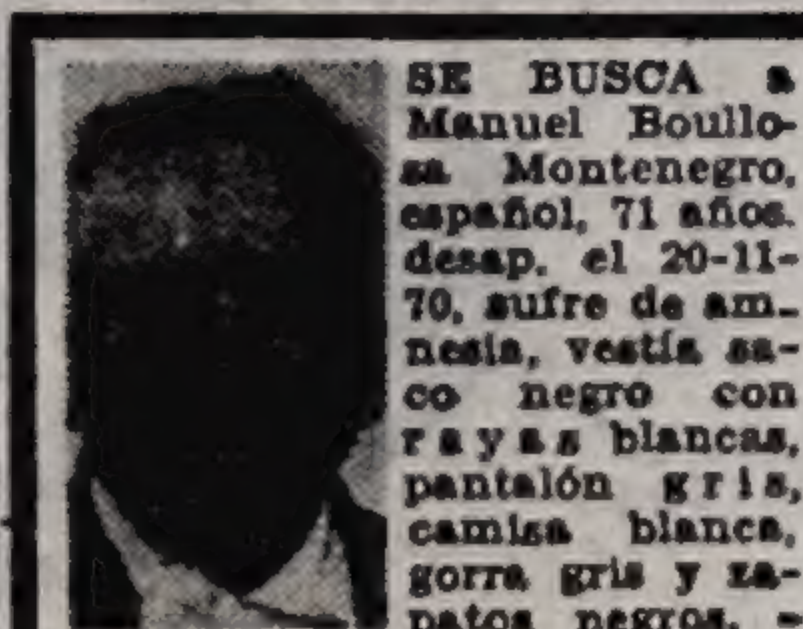 SE BUSCA a
Manuel Boullo-
sa Montenegro,
español, 71 años.
desap. el 20-11-
70, sufre de am-
nesia, vestía sa-
co negro con
rayas blancas,
pantalón gris,
camisa blanca,
gorra gris y za-
patos negros. -